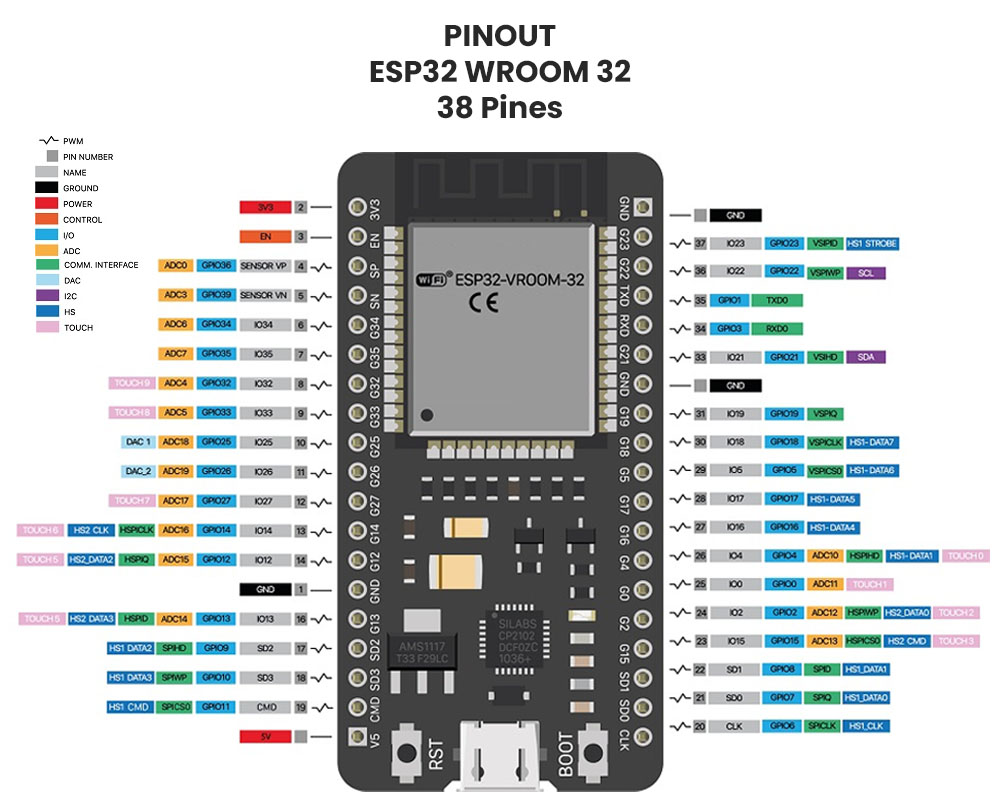 PINOUT
ESP32 WROOM 32
38 Pines
PWM
PIN NUMBER
NAME
GROUND
POWER
CONTROL
I/O
ADC
COMM. INTERFACE
DAC
I2C
HS
TOUCH
3V3 2
EN 3
ADC0 GPIO36 SENSOR VP 4
ADC3 GPIO39 SENSOR VN 5
ADC6 GPIO34 IO34 6
ADC7 GPIO35 IO35 7
TOUCH 9 ADC4 GPIO32 IO32 8
TOUCH 8 ADC5 GPIO33 IO33 9
DAC 1 ADC18 GPIO25 IO25 10
DAC_2 ADC19 GPIO26 IO26 11
TOUCH 7 ADC17 GPIO27 IO27 12
TOUCH 6 HS2 CLK HSPICLK ADC16 GPIO14 IO14 13
TOUCH 5 HS2_DATA2 HSPIQ ADC15 GPIO12 IO12 14
GND 1
TOUCH 5 HS2 DATA3 HSPID ADC14 GPIO13 IO13 16
HS1 DATA2 SPIHD GPIO9 SD2 17
HS1 DATA3 SPIWP GPIO10 SD3 18
HS1 CMD SPICS0 GPIO11 CMD 19
5V
3V3
EN
SP
SN
G34
G35
G32
G33
G25
G26
G27
G14
G12
GND
G13
SD2
SD3
CMD
V5
WiFi ® ESP32-VROOM-32
CE
AMS1117
T33 F29LC
SILABS
CP2102
DCF0ZC
1036+
RST
BOOT
GND
G23
G22
TXD
RXD
G21
GND
G19
G18
G5
G17
G16
G4
G0
G2
G15
SD1
SD0
CLK
GND
37 IO23 GPIO23 VSPID HS1 STROBE
36 IO22 GPIO22 VSPIWP SCL
35 GPIO1 TXD0
34 GPIO3 RXD0
33 IO21 GPIO21 VSIHD SDA
GND
31 IO19 GPIO19 VSPIQ
30 IO18 GPIO18 VSPICLK HS1-DATA7
29 IO5 GPIO5 VSPICS0 HS1-DATA6
28 IO17 GPIO17 HS1-DATA5
27 IO16 GPIO16 HS1-DATA4
26 IO4 GPIO4 ADC10 HSPIHD HS1-DATA1 TOUCH 0
25 IO0 GPIO0 ADC11 TOUCH 1
24 IO2 GPIO2 ADC12 HSPIWP HS2_DATA0 TOUCH 2
23 IO15 GPIO15 ADC13 HSPICS0 HS2 CMD TOUCH 3
22 SD1 GPIO8 SPID HS1_DATA1
21 SD0 GPIO7 SPIQ HS1_DATA0
20 CLK GPIO6 SPICLK HS1_CLK